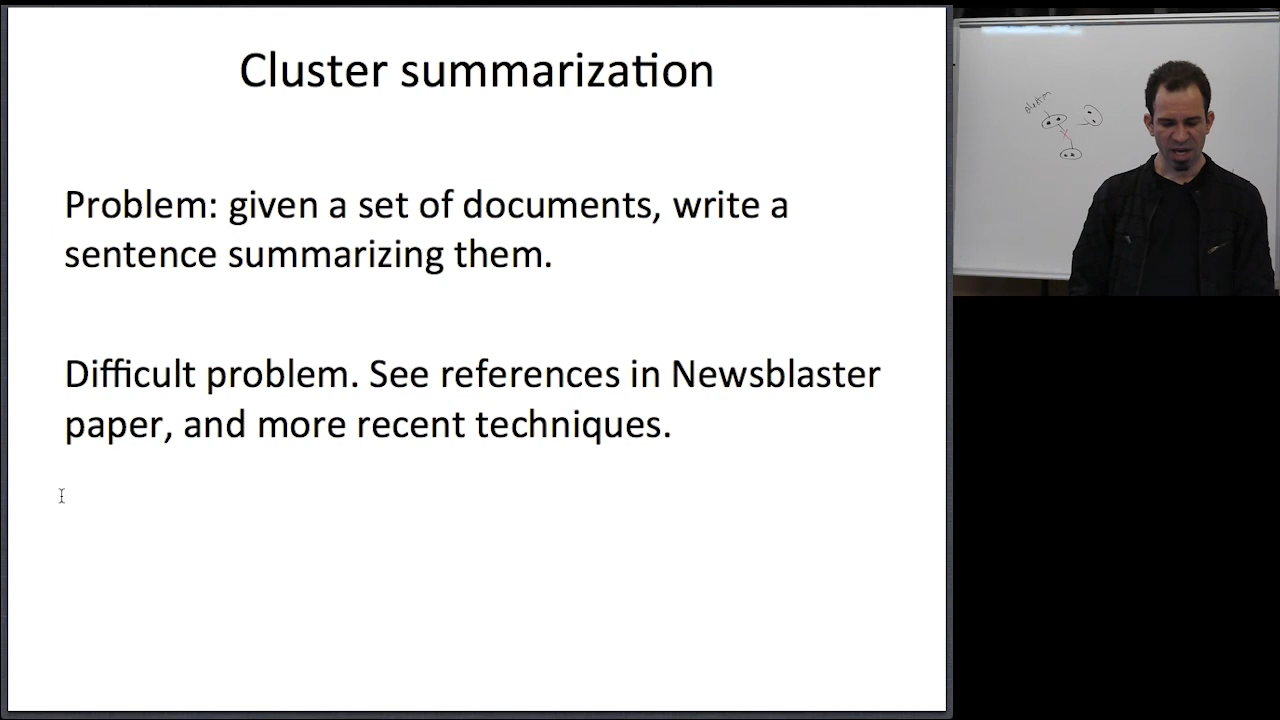 Cluster summarization
Problem: given a set of documents, write a
sentence summarizing them.
Difficult problem. See references in Newsblaster
paper, and more recent techniques.